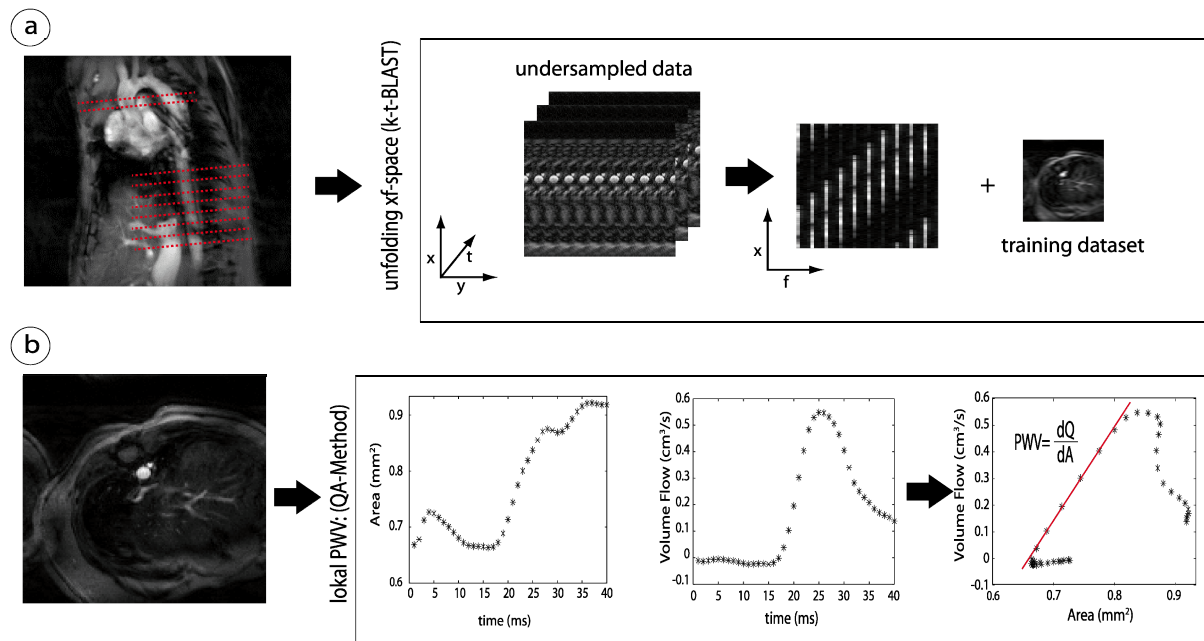 a
unfolding xf-space (k-t-BLAST)
undersampled data
x
t
y
x
f
+
training dataset
b
lokal PWV: (QA-Method)
Area (mm²)
0.9
0.8
0.7
0.6
0 5 10 15 20 25 30 35 40
time (ms)
Volume Flow (cm³/s)
0.6
0.5
0.4
0.3
0.2
0.1
0
-0.1
0 5 10 15 20 25 30 35 40
time (ms)
Volume Flow (cm³/s)
0.6
0.5
0.4
0.3
0.2
0.1
0
-0.1
PWV= dQ
dA
0.6 0.7 0.8 0.9
Area (mm²)